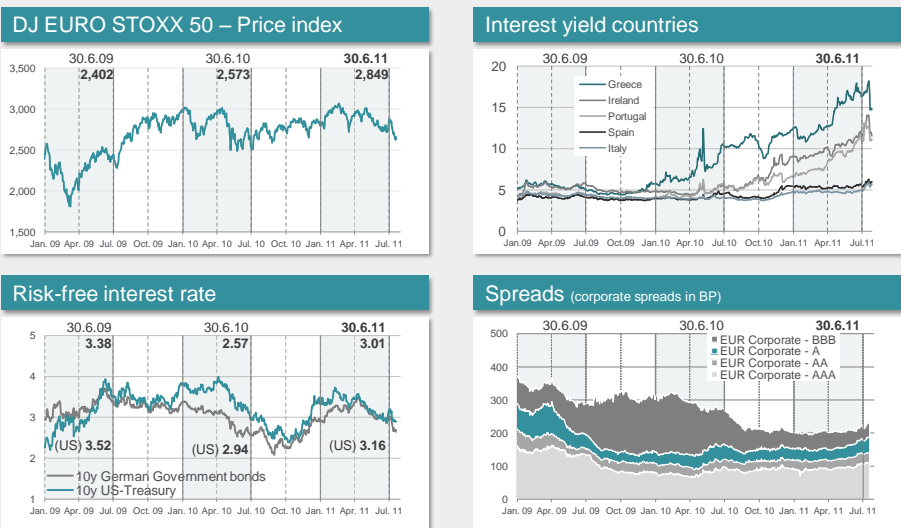 DJ EURO STOXX 50 – Price index
30.6.09 30.6.10 30.6.11
2,402 2,573 2,849
3,500
3,000
2,500
2,000
1,500
Jan. 09 Apr. 09 Jul. 09 Oct. 09 Jan. 10 Apr. 10 Jul. 10 Oct. 10 Jan. 11 Apr. 11 Jul. 11
Interest yield countries
30.6.09 30.6.10 30.6.11
20
15
10
5
0
Greece
Ireland
Portugal
Spain
Italy
Jan.09 Apr.09 Jul.09 Oct.09 Jan.10 Apr.10 Jul.10 Oct.10 Jan.11 Apr.11 Jul.11
Risk-free interest rate
30.6.09 30.6.10 30.6.11
3.38 2.57 3.01
5
4
3
2
1
(US) 3.52 (US) 2.94 (US) 3.16
10y German Government bonds
10y US-Treasury
Jan. 09 Apr. 09 Jul. 09 Oct. 09 Jan. 10 Apr. 10 Jul. 10 Oct. 10 Jan. 11 Apr. 11 Jul. 11
Spreads (corporate spreads in BP)
30.6.09 30.6.10 30.6.11
500
400
300
200
100
0
EUR Corporate - BBB
EUR Corporate - A
EUR Corporate - AA
EUR Corporate - AAA
Jan. 09 Apr. 09 Jul. 09 Oct. 09 Jan. 10 Apr. 10 Jul. 10 Oct. 10 Jan. 11 Apr. 11 Jul. 11